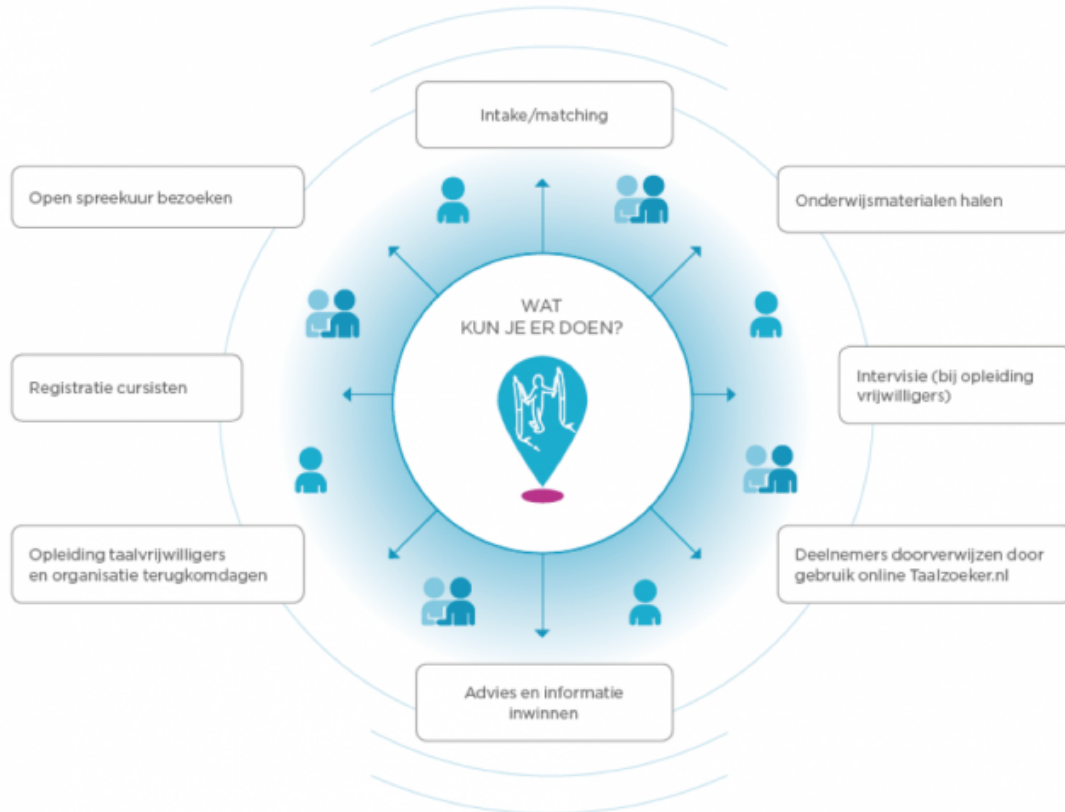 Intake/matching
Open spreekuur bezoeken
Onderwijsmaterialen halen
WAT
KUN JE ER DOEN?
Registratie cursisten
Intervisie (bij opleiding
vrijwilligers)
Opleiding taalvrijwilligers
en organisatie terugkomdagen
Deelnemers doorverwijzen door
gebruik online Taalzoeker.nl
Advies en informatie
inwinnen